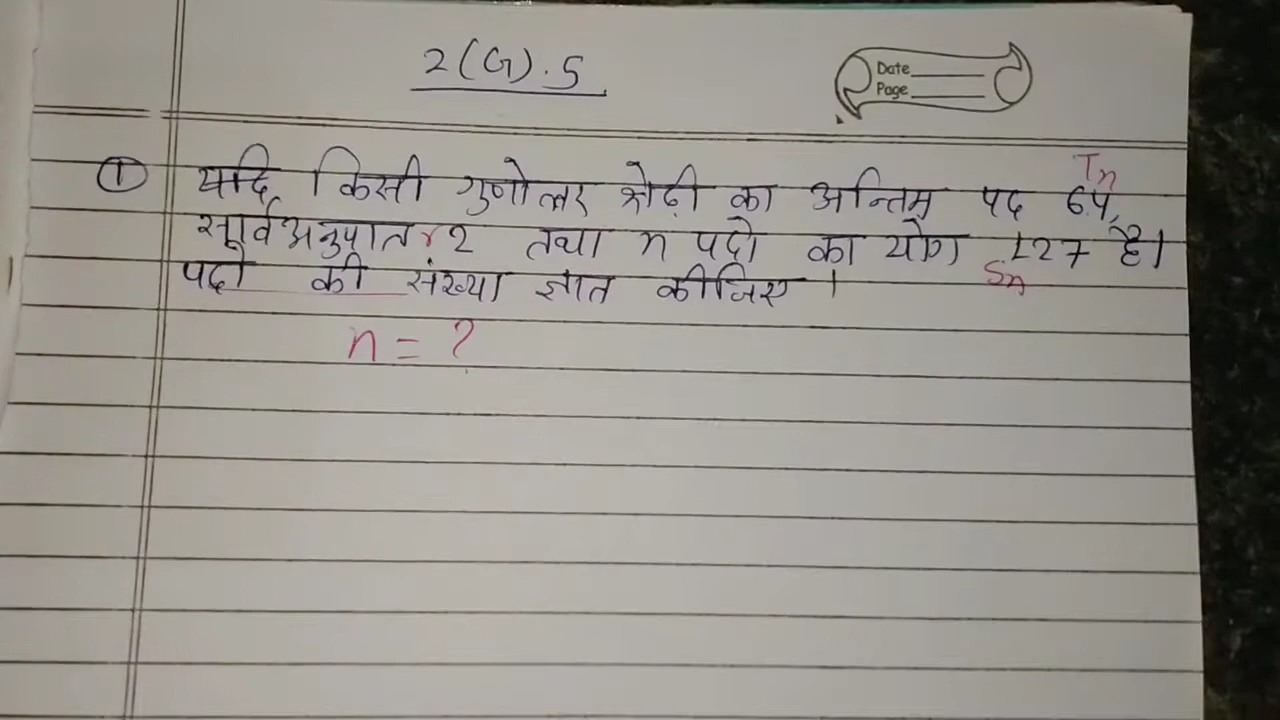 2(G).5
Date
Page
① यदि किसी गुणोत्तर श्रेढ़ी का अन्तिम पद 64,
Tn
सार्वअनुपात r 2 तथा n पदो का योग 127 है।
Sn
पदो की संख्या ज्ञात कीजिए।
n = ?